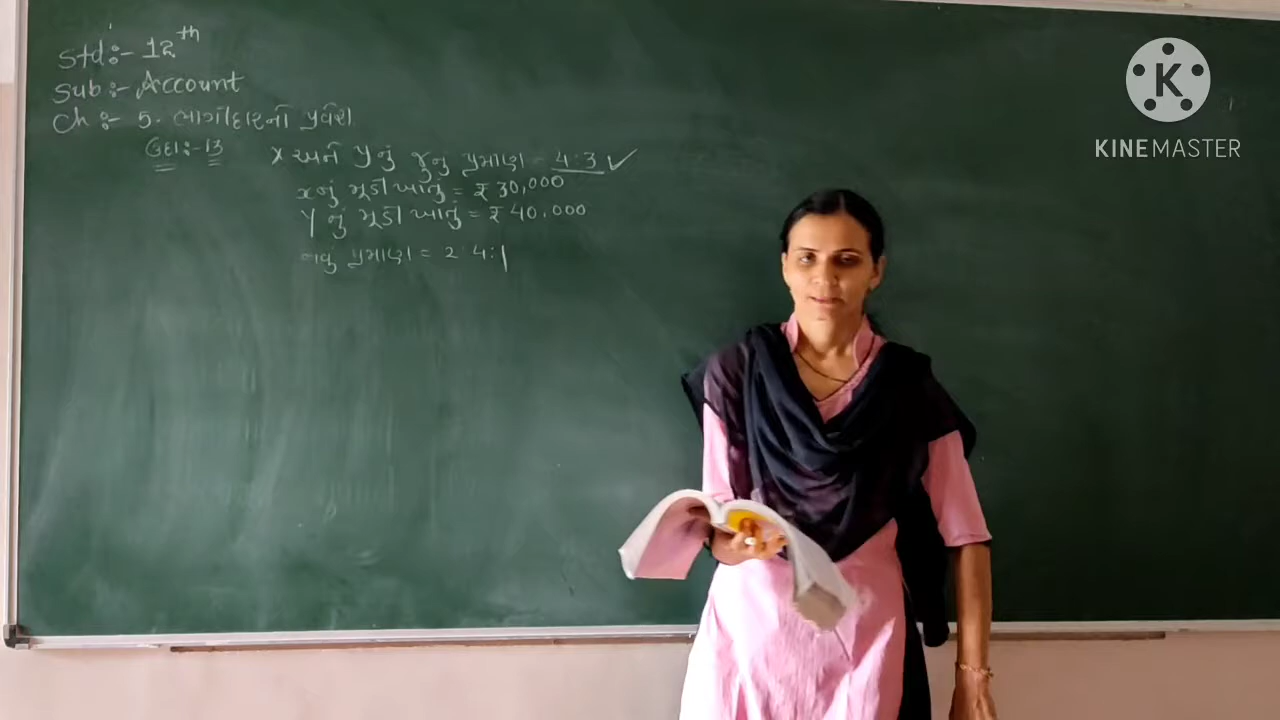 Std:- 12th
Sub:- Account
Ch:- 5. ભાગીદારનો પ્રવેશ
ઉદા:- 13 X અને Y નું જુનું પ્રમાણ = 4:3 ✓
X નું મૂડી ખાતું = ₹ 30,000
Y નું મૂડી ખાતું = ₹ 40,000
નવું પ્રમાણ = 2 4:1
K
KINEMASTER